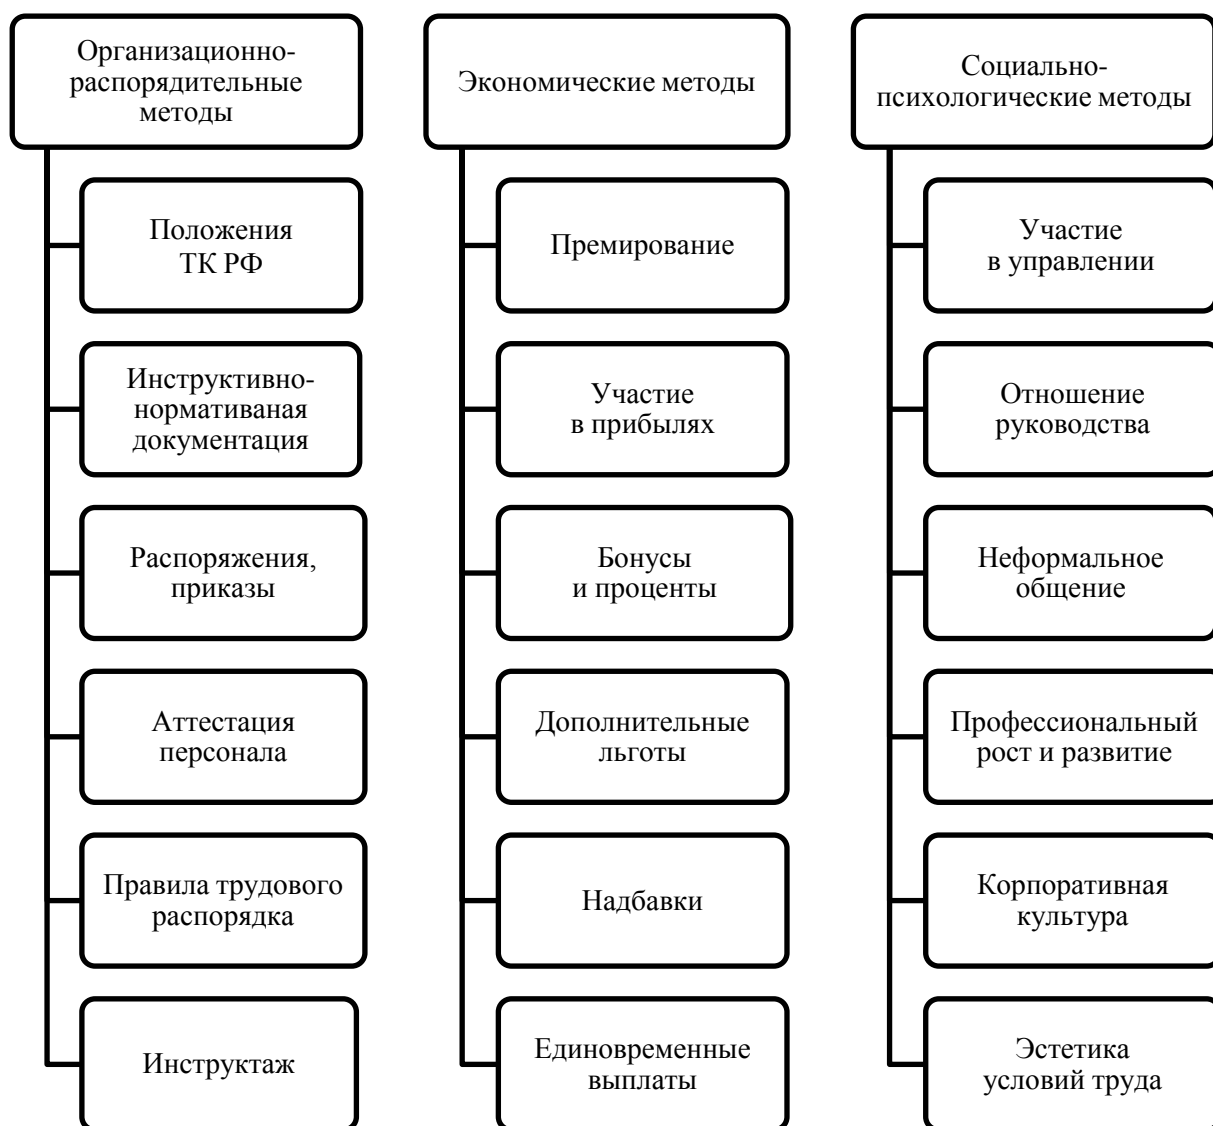 Организационно-
распорядительные
методы
Положения
ТК РФ
Инструктивно-
нормативаная
документация
Распоряжения,
приказы
Аттестация
персонала
Правила трудового
распорядка
Инструктаж
Экономические методы
Премирование
Участие
в прибылях
Бонусы
и проценты
Дополнительные
льготы
Надбавки
Единовременные
выплаты
Социально-
психологические методы
Участие
в управлении
Отношение
руководства
Неформальное
общение
Профессиональный
рост и развитие
Корпоративная
культура
Эстетика
условий труда